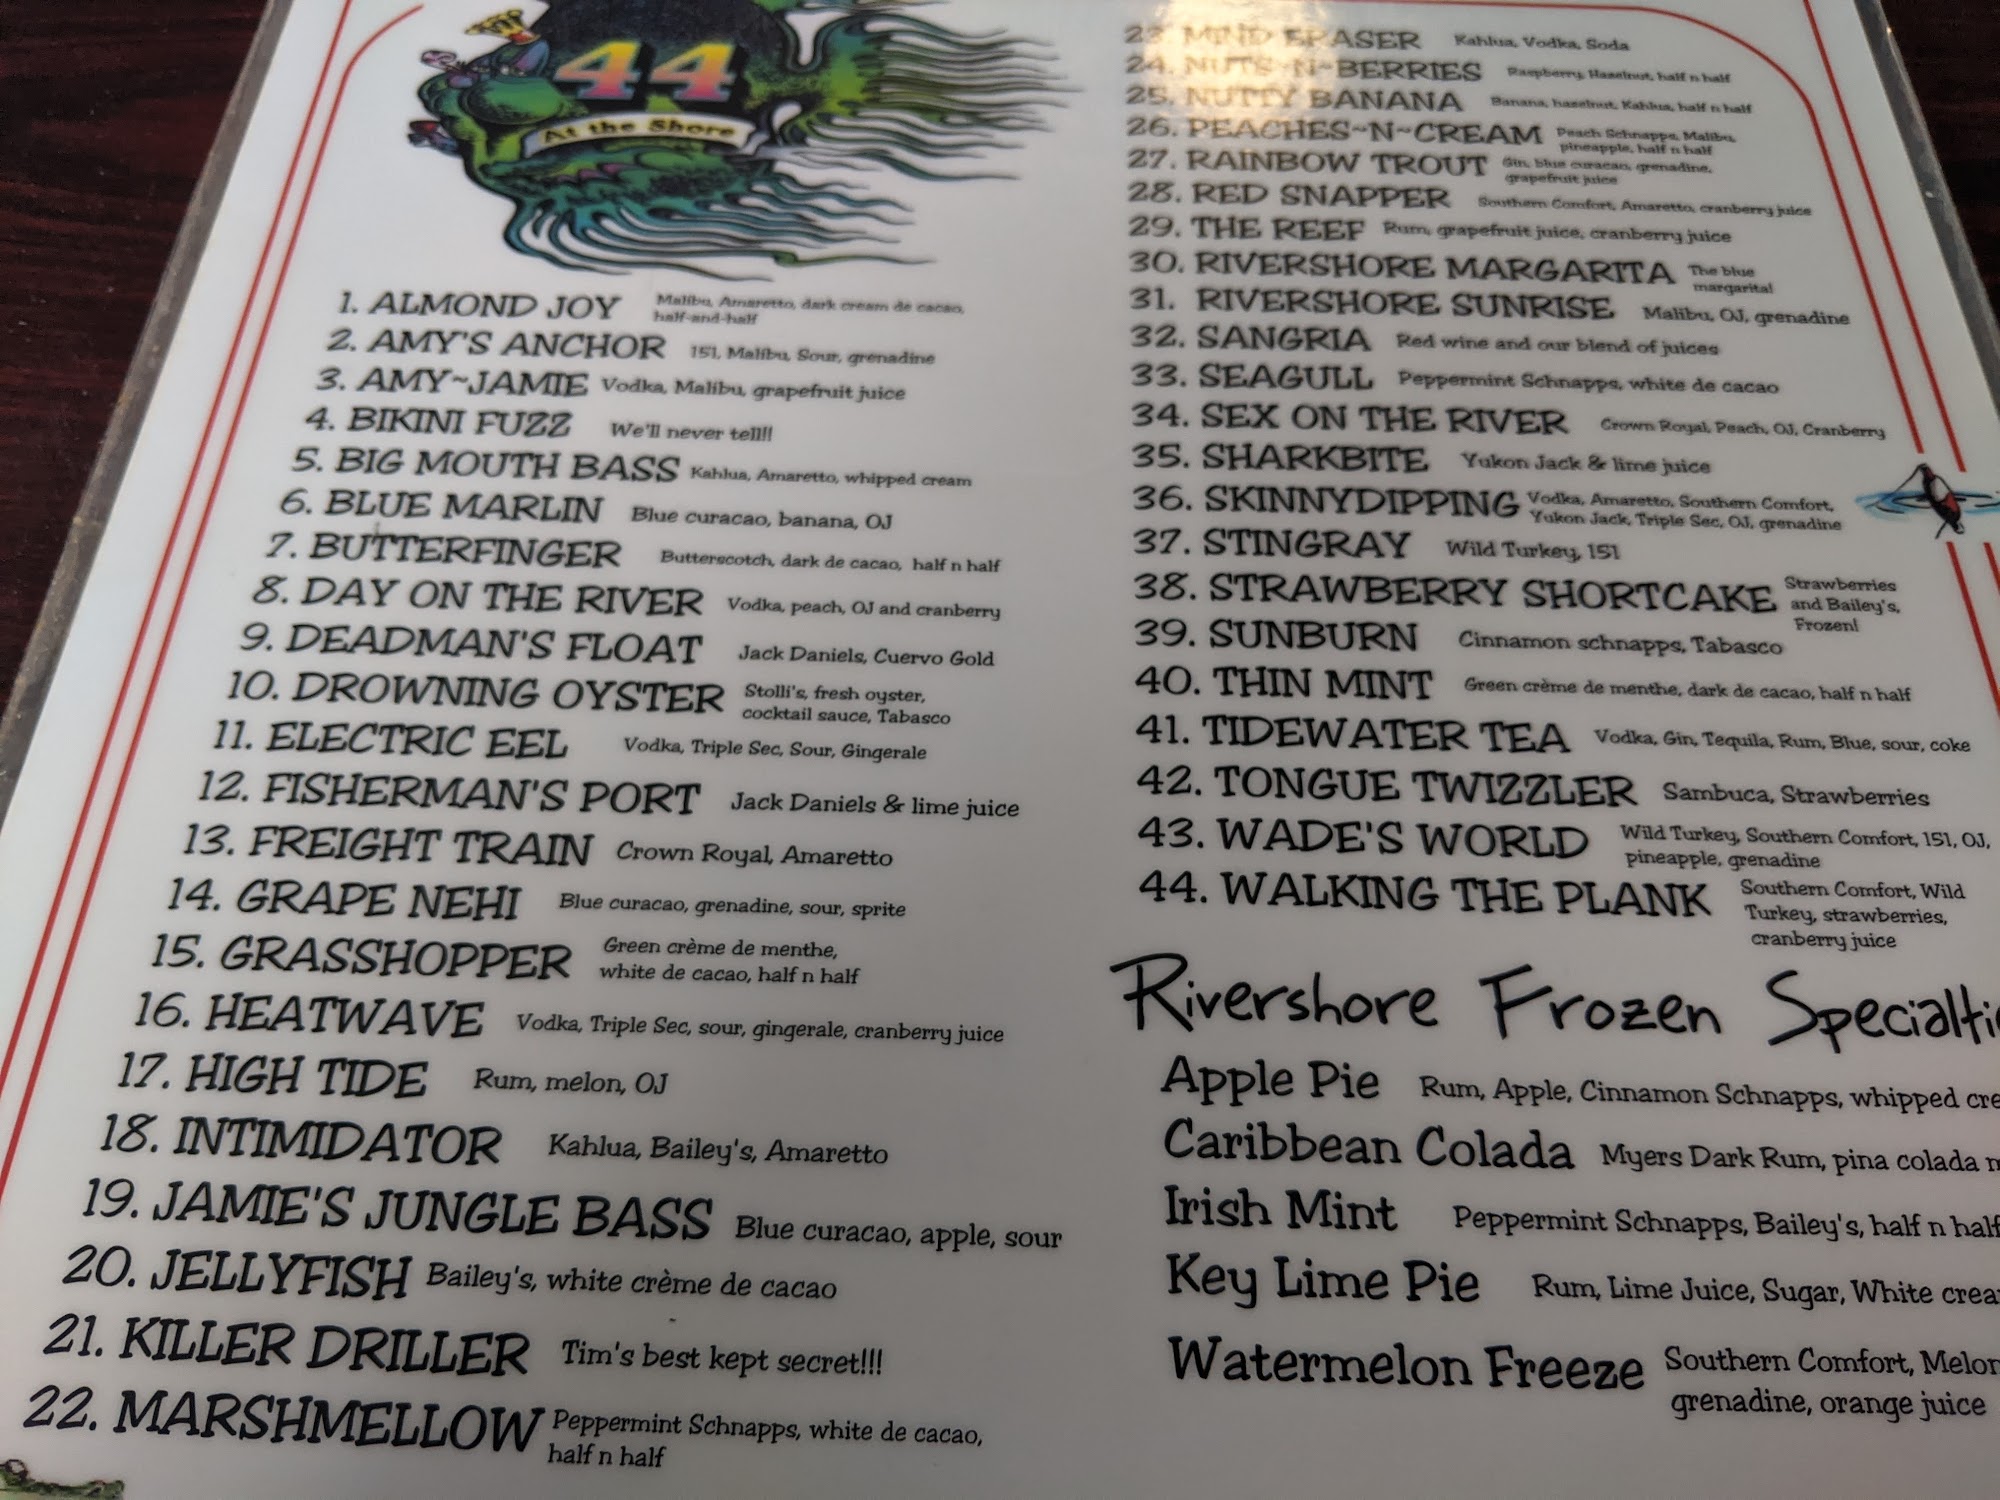 44
At the Shore
1. ALMOND JOY Malibu, Amaretto, dark cream de cacao,
half-and-half
2. AMY'S ANCHOR 151, Malibu, Sour, grenadine
3. AMY~JAMIE Vodka, Malibu, grapefruit juice
4. BIKINI FUZZ We'll never tell!!
5. BIG MOUTH BASS Kahlua, Amaretto, whipped cream
6. BLUE MARLIN Blue curacao, banana, OJ
7. BUTTERFINGER Butterscotch, dark de cacao, half n half
8. DAY ON THE RIVER Vodka, peach, OJ and cranberry
9. DEADMAN'S FLOAT Jack Daniels, Cuervo Gold
10. DROWNING OYSTER Stolli's, fresh oyster,
cocktail sauce, Tabasco
11. ELECTRIC EEL Vodka, Triple Sec, Sour, Gingerale
12. FISHERMAN'S PORT Jack Daniels & lime juice
13. FREIGHT TRAIN Crown Royal, Amaretto
14. GRAPE NEHI Blue curacao, grenadine, sour, sprite
15. GRASSHOPPER Green crème de menthe,
white de cacao, half n half
16. HEATWAVE Vodka, Triple Sec, sour, gingerale, cranberry juice
17. HIGH TIDE Rum, melon, OJ
18. INTIMIDATOR Kahlua, Bailey's, Amaretto
19. JAMIE'S JUNGLE BASS Blue curacao, apple, sour
20. JELLYFISH Bailey's, white crème de cacao
21. KILLER DRILLER Tim's best kept secret!!!
22. MARSHMELLOW Peppermint Schnapps, white de cacao,
half n half
23. MIND ERASER Kahlua, Vodka, Soda
24. NUTS~N~BERRIES Raspberry, Haselnut, half n half
25. NUTTY BANANA Banana, haselnut, Kahlua, half n half
26. PEACHES~N~CREAM Peach Schnapps, Malibu,
pineapple, half n half
27. RAINBOW TROUT Gin, blue curacao, grenadine,
grapefruit juice
28. RED SNAPPER Southern Comfort, Amaretto, cranberry juice
29. THE REEF Rum, grapefruit juice, cranberry juice
30. RIVERSHORE MARGARITA The blue
margarita!
31. RIVERSHORE SUNRISE Malibu, OJ, grenadine
32. SANGRIA Red wine and our blend of juices
33. SEAGULL Peppermint Schnapps, white de cacao
34. SEX ON THE RIVER Crown Royal, Peach, OJ, Cranberry
35. SHARKBITE Yukon Jack & lime juice
36. SKINNYDIPPING Vodka, Amaretto, Southern Comfort,
Yukon Jack, Triple Sec, OJ, grenadine
37. STINGRAY Wild Turkey, 151
38. STRAWBERRY SHORTCAKE Strawberries
and Bailey's,
Frozen!
39. SUNBURN Cinnamon schnapps, Tabasco
40. THIN MINT Green crème de menthe, dark de cacao, half n half
41. TIDEWATER TEA Vodka, Gin, Tequila, Rum, Blue, sour, coke
42. TONGUE TWIZZLER Sambuca, Strawberries
43. WADE'S WORLD Wild Turkey, Southern Comfort, 151, OJ,
pineapple, grenadine
44. WALKING THE PLANK Southern Comfort, Wild
Turkey, strawberries,
cranberry juice
Rivershore Frozen Specialti
Apple Pie Rum, Apple, Cinnamon Schnapps, whipped cre
Caribbean Colada Myers Dark Rum, pina colada
Irish Mint Peppermint Schnapps, Bailey's, half n half
Key Lime Pie Rum, Lime Juice, Sugar, White crea
Watermelon Freeze Southern Comfort, Melon
grenadine, orange juice